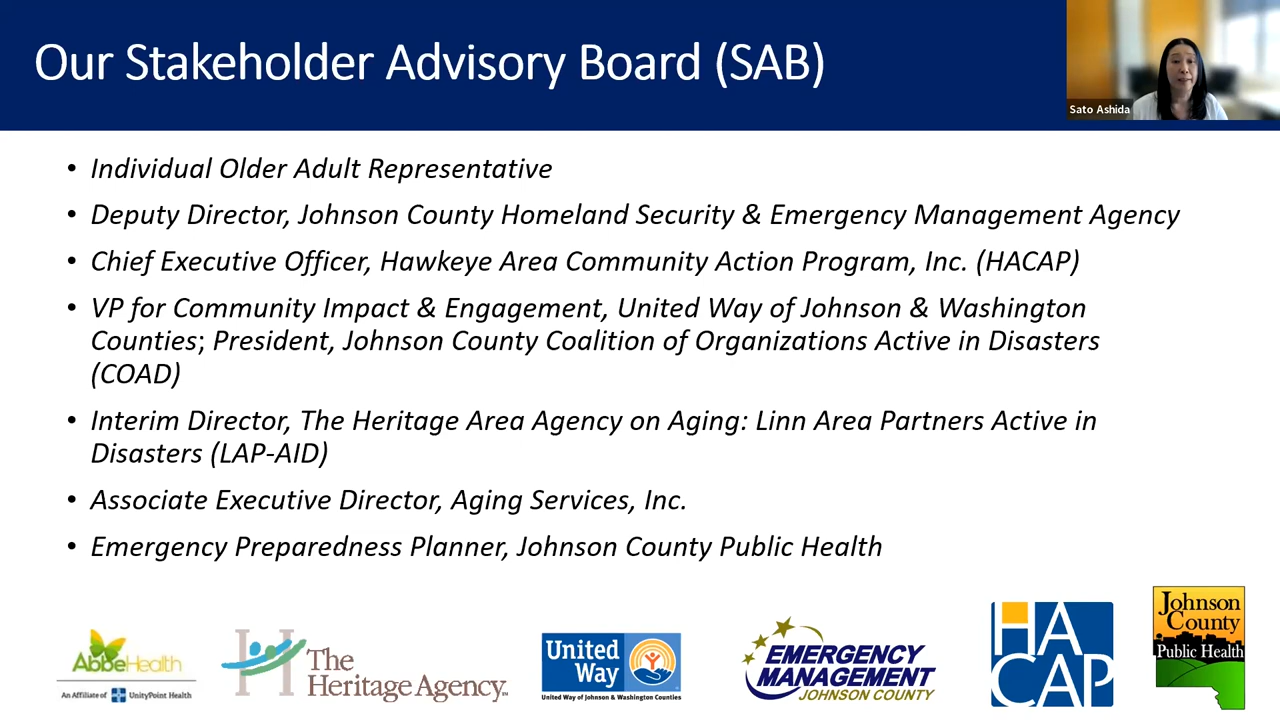 Our Stakeholder Advisory Board (SAB)
Sato Ashida
• Individual Older Adult Representative
• Deputy Director, Johnson County Homeland Security & Emergency Management Agency
• Chief Executive Officer, Hawkeye Area Community Action Program, Inc. (HACAP)
• VP for Community Impact & Engagement, United Way of Johnson & Washington
Counties; President, Johnson County Coalition of Organizations Active in Disasters
(COAD)
• Interim Director, The Heritage Area Agency on Aging: Linn Area Partners Active in
Disasters (LAP-AID)
• Associate Executive Director, Aging Services, Inc.
• Emergency Preparedness Planner, Johnson County Public Health
AbbeHealth
An Affiliate of UnityPoint Health
H
The
Heritage Agency™
United
Way
United Way of Johnson & Washington Counties
EMERGENCY
MANAGEMENT
JOHNSON COUNTY
HA
CAP
Johnson
County
Public Health